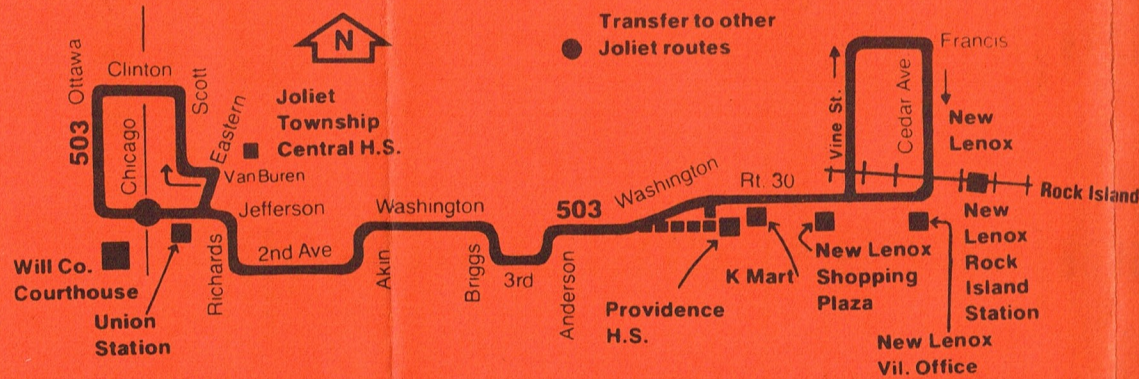 Ottawa
Clinton
Scott
503
Chicago
Eastern
Joliet
Township
Central H.S.
Van Buren
Jefferson
Will Co.
Courthouse
Union
Station
Richards
2nd Ave
Akin
Washington
Briggs
3rd
503
Anderson
N
Transfer to other
Joliet routes
Washington
Rt. 30
Providence
H.S.
K Mart
New Lenox
Shopping
Plaza
Vine St.
Cedar Ave
Francis
New
Lenox
Rock Island
New
Lenox
Rock
Island
Station
New Lenox
Vil. Office